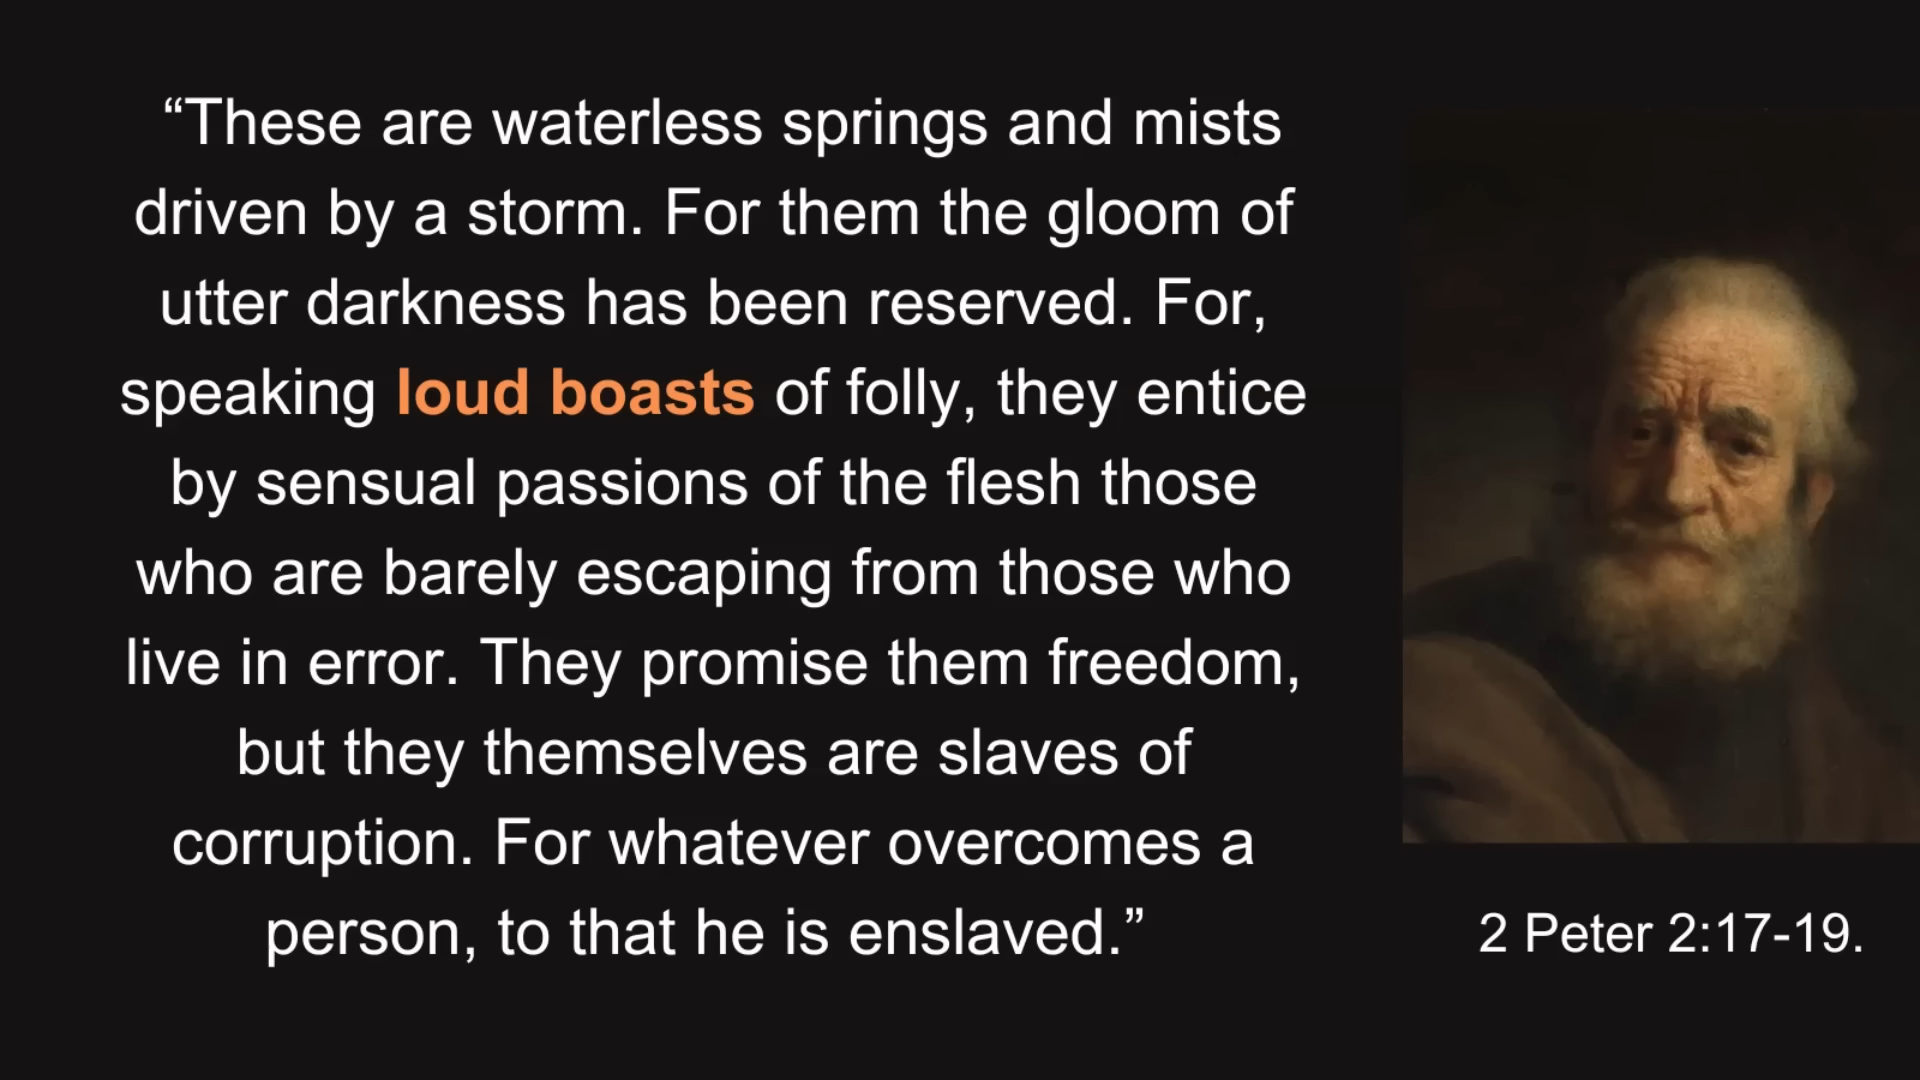 “These are waterless springs and mists
driven by a storm. For them the gloom of
utter darkness has been reserved. For,
speaking loud boasts of folly, they entice
by sensual passions of the flesh those
who are barely escaping from those who
live in error. They promise them freedom,
but they themselves are slaves of
corruption. For whatever overcomes a
person, to that he is enslaved.”
2 Peter 2:17-19.